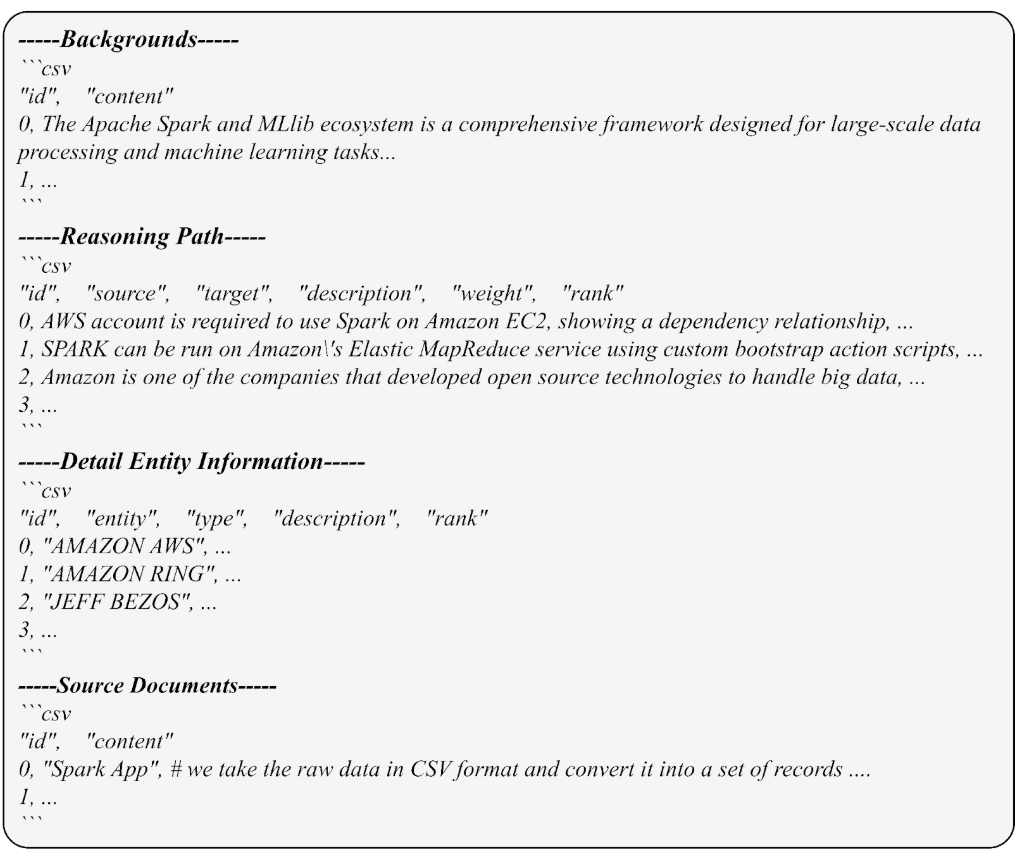 -----Backgrounds-----
```csv
"id",    "content"
0, The Apache Spark and MLlib ecosystem is a comprehensive framework designed for large-scale data
processing and machine learning tasks...
1, ...
```
-----Reasoning Path-----
```csv
"id",    "source",    "target",    "description",    "weight",    "rank"
0, AWS account is required to use Spark on Amazon EC2, showing a dependency relationship, ...
1, SPARK can be run on Amazon\'s Elastic MapReduce service using custom bootstrap action scripts, ...
2, Amazon is one of the companies that developed open source technologies to handle big data, ...
3, ...
```
-----Detail Entity Information-----
```csv
"id",    "entity",    "type",    "description",    "rank"
0, "AMAZON AWS", ...
1, "AMAZON RING", ...
2, "JEFF BEZOS", ...
3, ...
```
-----Source Documents-----
```csv
"id",    "content"
0, "Spark App", # we take the raw data in CSV format and convert it into a set of records ....
1, ...
```